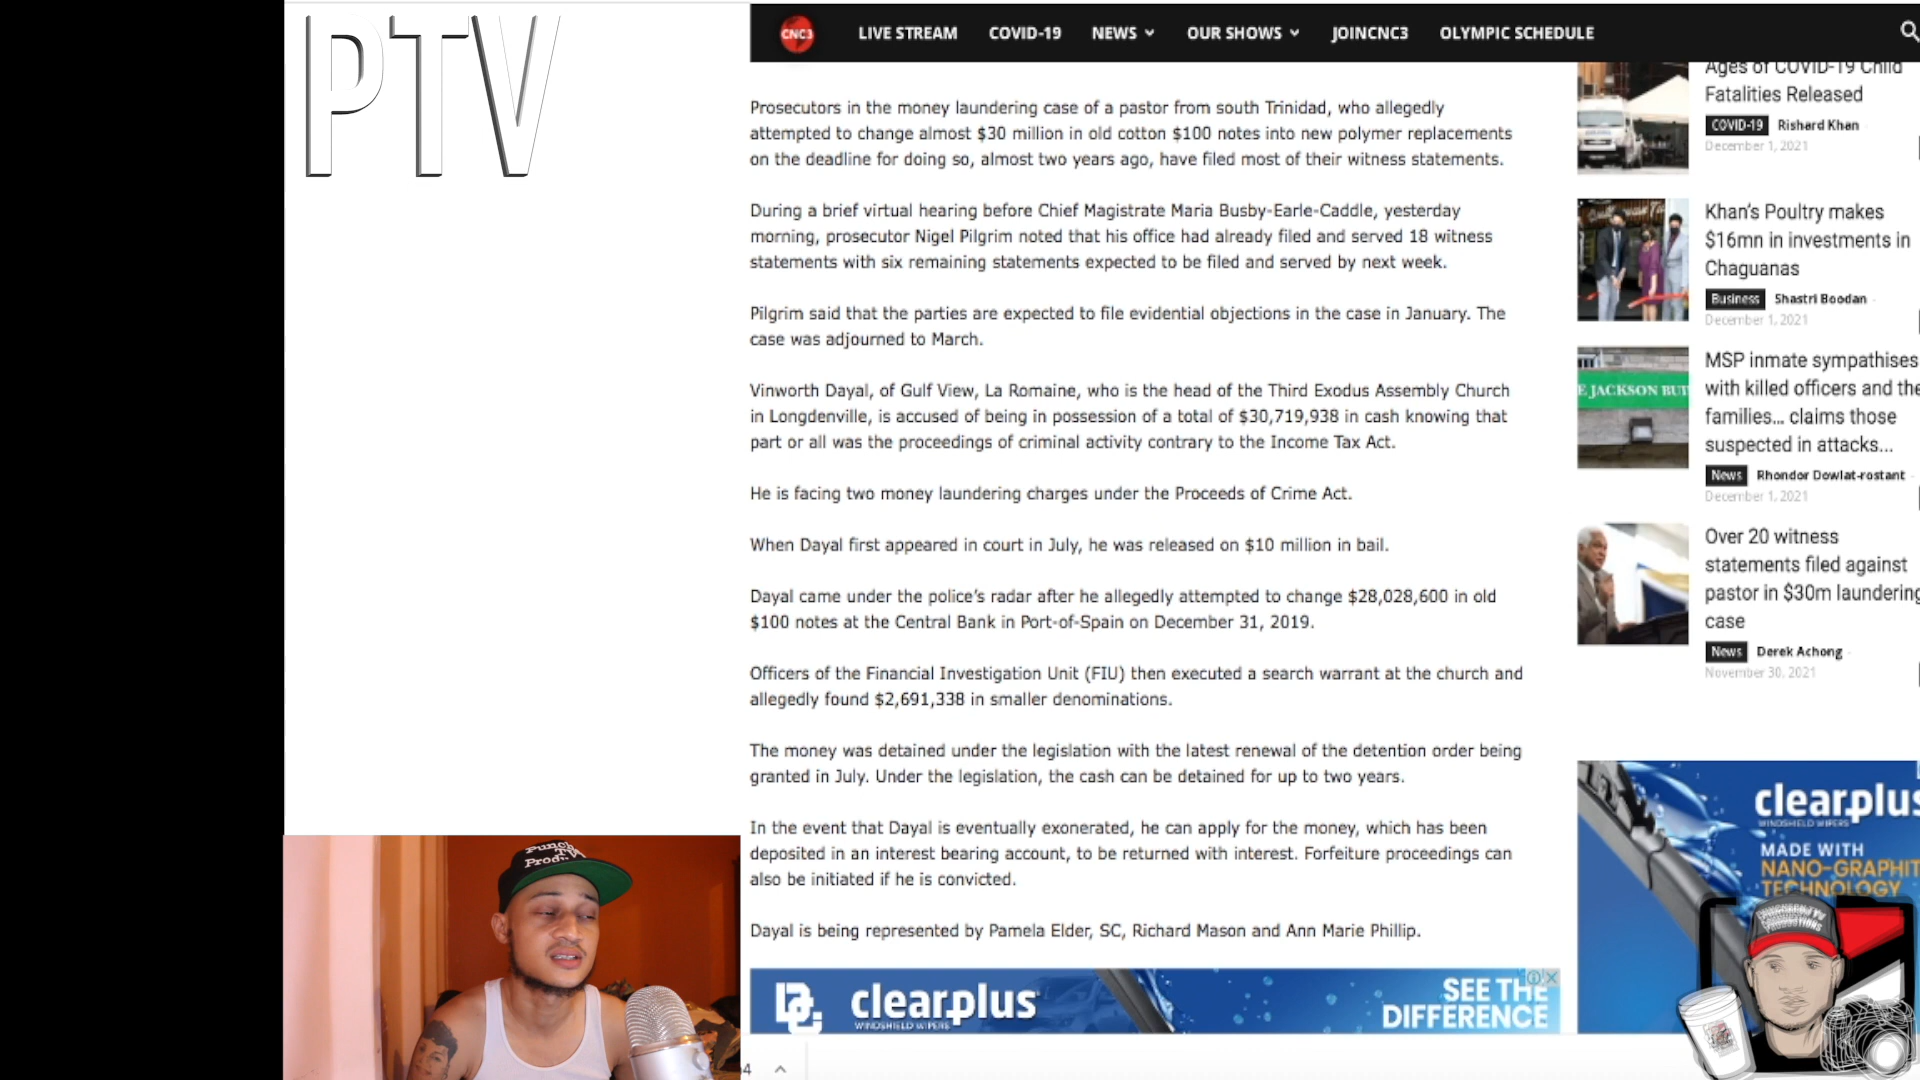 PTV
CNC3
LIVE STREAM
COVID-19
NEWS
OUR SHOWS
JOINCNC3
OLYMPIC SCHEDULE
Prosecutors in the money laundering case of a pastor from south Trinidad, who allegedly
attempted to change almost $30 million in old cotton $100 notes into new polymer replacements
on the deadline for doing so, almost two years ago, have filed most of their witness statements.
During a brief virtual hearing before Chief Magistrate Maria Busby-Earle-Caddle, yesterday
morning, prosecutor Nigel Pilgrim noted that his office had already filed and served 18 witness
statements with six remaining statements expected to be filed and served by next week.
Pilgrim said that the parties are expected to file evidential objections in the case in January. The
case was adjourned to March.
Vinworth Dayal, of Gulf View, La Romaine, who is the head of the Third Exodus Assembly Church
in Longdenville, is accused of being in possession of a total of $30,719,938 in cash knowing that
part or all was the proceedings of criminal activity contrary to the Income Tax Act.
He is facing two money laundering charges under the Proceeds of Crime Act.
When Dayal first appeared in court in July, he was released on $10 million in bail.
Dayal came under the police's radar after he allegedly attempted to change $28,028,600 in old
$100 notes at the Central Bank in Port-of-Spain on December 31, 2019.
Officers of the Financial Investigation Unit (FIU) then executed a search warrant at the church and
allegedly found $2,691,338 in smaller denominations.
The money was detained under the legislation with the latest renewal of the detention order being
granted in July. Under the legislation, the cash can be detained for up to two years.
In the event that Dayal is eventually exonerated, he can apply for the money, which has been
deposited in an interest bearing account, to be returned with interest. Forfeiture proceedings can
also be initiated if he is convicted.
Dayal is being represented by Pamela Elder, SC, Richard Mason and Ann Marie Phillip.
clearplus
WINDSHIELD WIPERS
SEE THE
DIFFERENCE
4
Ages of COVID-19 Child
Fatalities Released
COVID-19 Rishard Khan
December 1, 2021
Khan's Poultry makes
$16mn in investments in
Chaguanas
Business Shastri Boodan -
December 1, 2021
E JACKSON BUI
MSP inmate sympathises
with killed officers and the
families... claims those
suspected in attacks...
News Rhondor Dowlat-rostant -
December 1, 2021
Over 20 witness
statements filed against
pastor in $30m laundering
case
News Derek Achong -
November 30, 2021
clearplus
WINDSHIELD WIPERS
MADE WITH
NANO-GRAPHIT
TECHNOLOGY